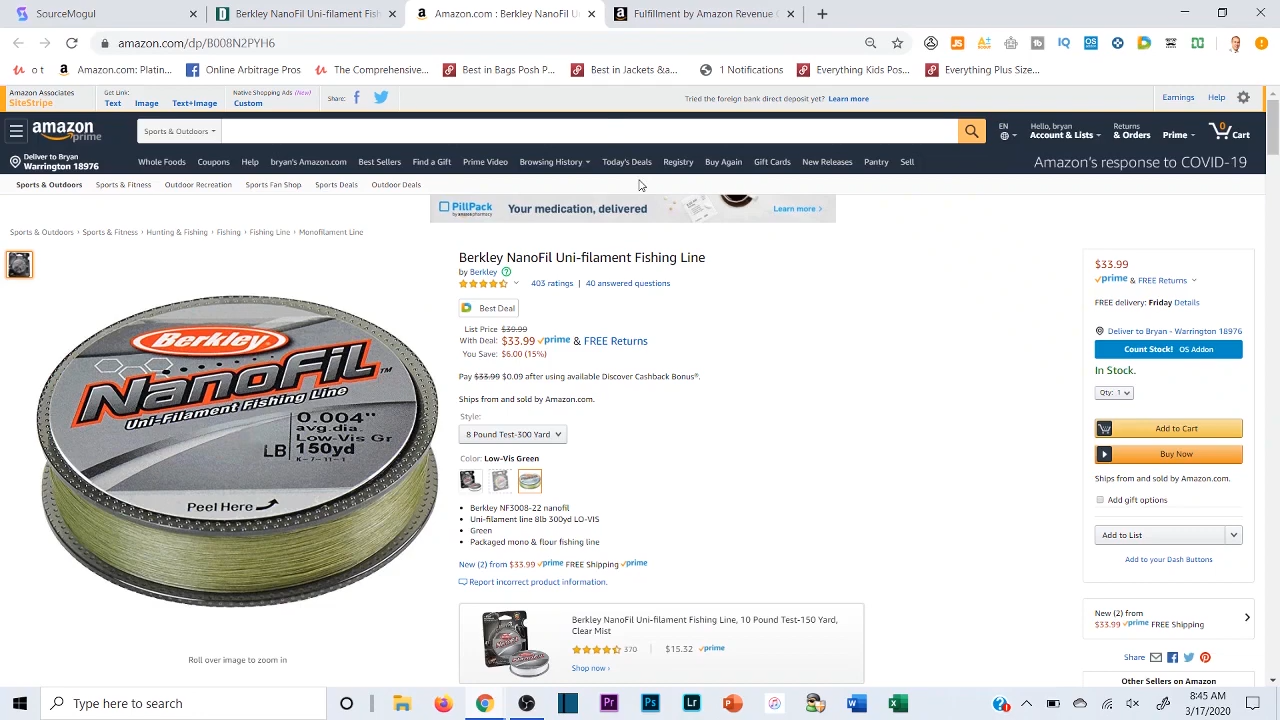 SourceMogul
Berkley NanoFil Uni-filament Fish
Amazon.com : Berkley NanoFil U
Fulfillment by Amazon Revenue C
amazon.com/dp/B008N2PYH6
o t
Amazon.com: Platin...
Online Arbitrage Pros
The Comprehensive...
Best in Bags Posh P...
Best in Jackets &a...
1 Notifications
Everything Kids Pos...
Everything Plus Size...
Amazon Associates
SiteStripe
Get Link:
Text Image Text+Image
Native Shopping Ads (New)
Custom
Share:
Tried the foreign bank direct deposit yet? Learn more
Earnings Help
amazon prime
Sports & Outdoors
EN
Hello, bryan
Account & Lists
Returns
& Orders
Prime
0
Cart
Deliver to Bryan
Warrington 18976
Whole Foods Coupons Help bryan's Amazon.com Best Sellers Find a Gift Prime Video Browsing History Today's Deals Registry Buy Again Gift Cards New Releases Pantry Sell
Amazon's response to COVID-19
Sports & Outdoors Sports & Fitness Outdoor Recreation Sports Fan Shop Sports Deals Outdoor Deals
PillPack
by amazon pharmacy
Your medication, delivered
Learn more ›
Sports & Outdoors › Sports & Fitness › Hunting & Fishing › Fishing › Fishing Line › Monofilament Line
Berkley
NanoFil™
Uni-Filament Fishing Line
0.004"
avg.dia.
Low-Vis Gr
LB 150yd
K-7-11-1
Peel Here
Roll over image to zoom in
Berkley NanoFil Uni-filament Fishing Line
by Berkley
403 ratings | 40 answered questions
Best Deal
List Price $39.99
With Deal: $33.99 prime & FREE Returns
You Save: $6.00 (15%)
Pay $33.99 $0.09 after using available Discover Cashback Bonus®.
Ships from and sold by Amazon.com.
Style:
8 Pound Test-300 Yard
Color: Low-Vis Green
Berkley NF3008-22 nanofil
Uni-filament line 8lb 300yd LO-VIS
Green
Packaged mono & flour fishing line
New (2) from $33.99 prime FREE Shipping prime
Report incorrect product information.
Berkley NanoFil Uni-filament Fishing Line, 10 Pound Test-150 Yard,
Clear Mist
370 | $15.32 prime
Shop now ›
$33.99
prime & FREE Returns
FREE delivery: Friday Details
Deliver to Bryan - Warrington 18976
Count Stock! OS Addon
In Stock.
Qty: 1
Add to Cart
Buy Now
Ships from and sold by Amazon.com.
Add gift options
Add to List
Add to your Dash Buttons
New (2) from
$33.99 prime FREE Shipping
Share
Other Sellers on Amazon
Type here to search
8:45 AM
3/17/2020